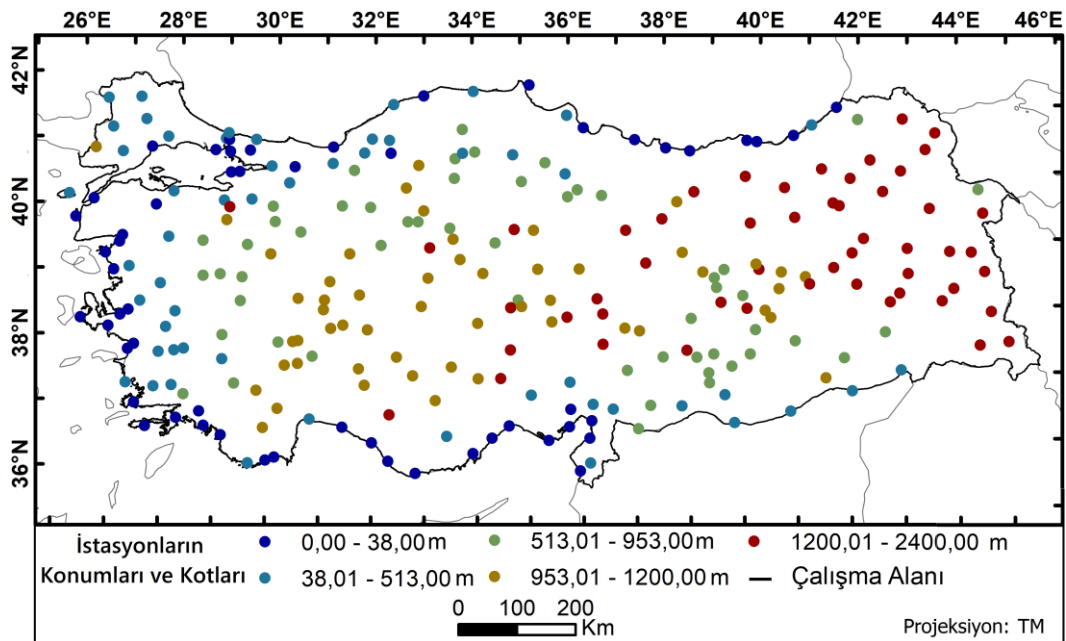 26°E 28°E 30°E 32°E 34°E 36°E 38°E 40°E 42°E 44°E 46°E
42°N
40°N
38°N
36°N
İstasyonların
Konumları ve Kotları
0,00 - 38,00 m
513,01 - 953,00 m
1200,01 - 2400,00 m
38,01 - 513,00 m
953,01 - 1200,00 m
Çalışma Alanı
0 100 200
Km
Projeksiyon: TM